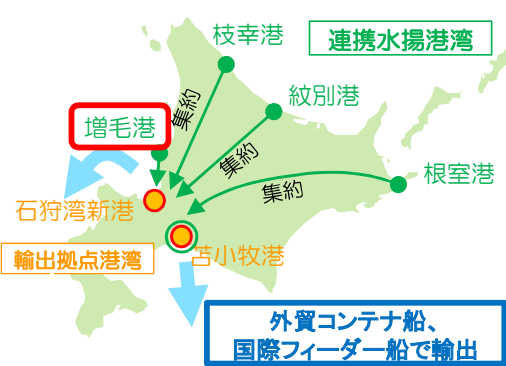 枝幸港
連携水揚港湾
集約
紋別港
増毛港
集約
根室港
集約
石狩湾新港
輸出拠点港湾
苫小牧港
外貿コンテナ船、
国際フィーダー船で輸出